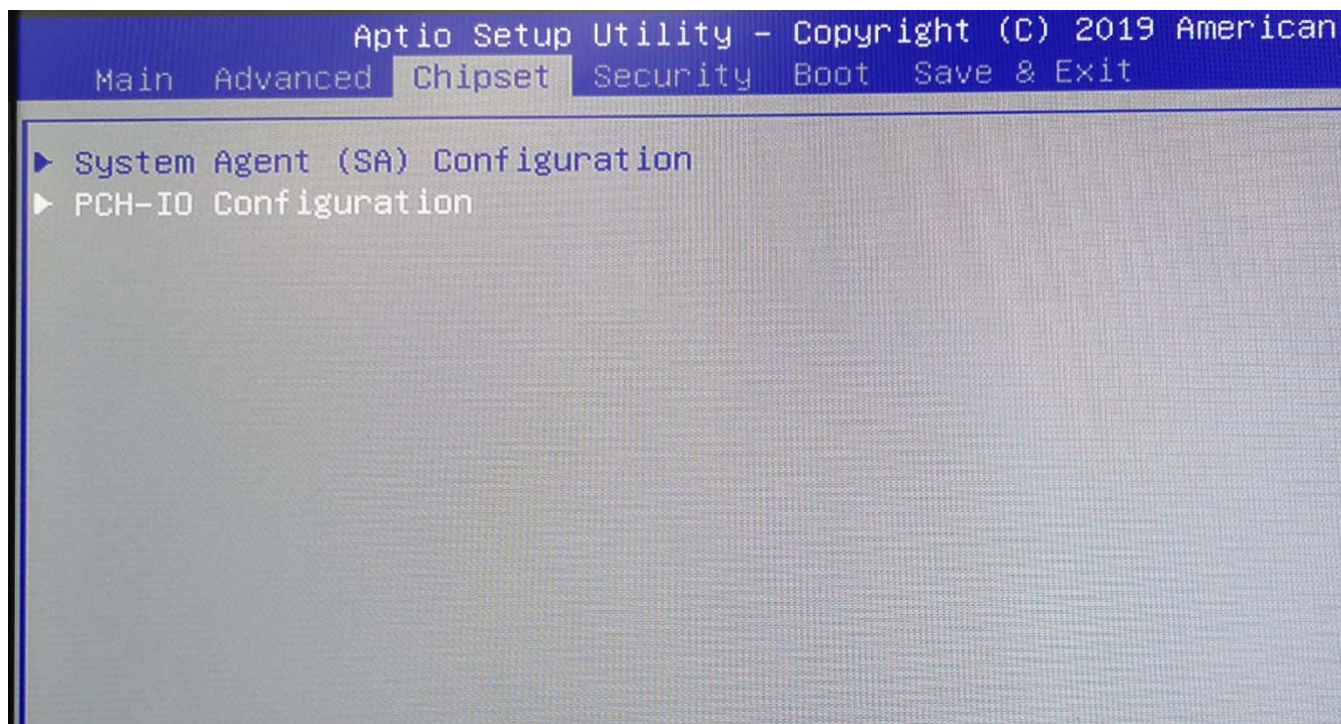 Aptio Setup Utility – Copyright (C) 2019 American
Main Advanced Chipset Security Boot Save & Exit
► System Agent (SA) Configuration
► PCH-IO Configuration